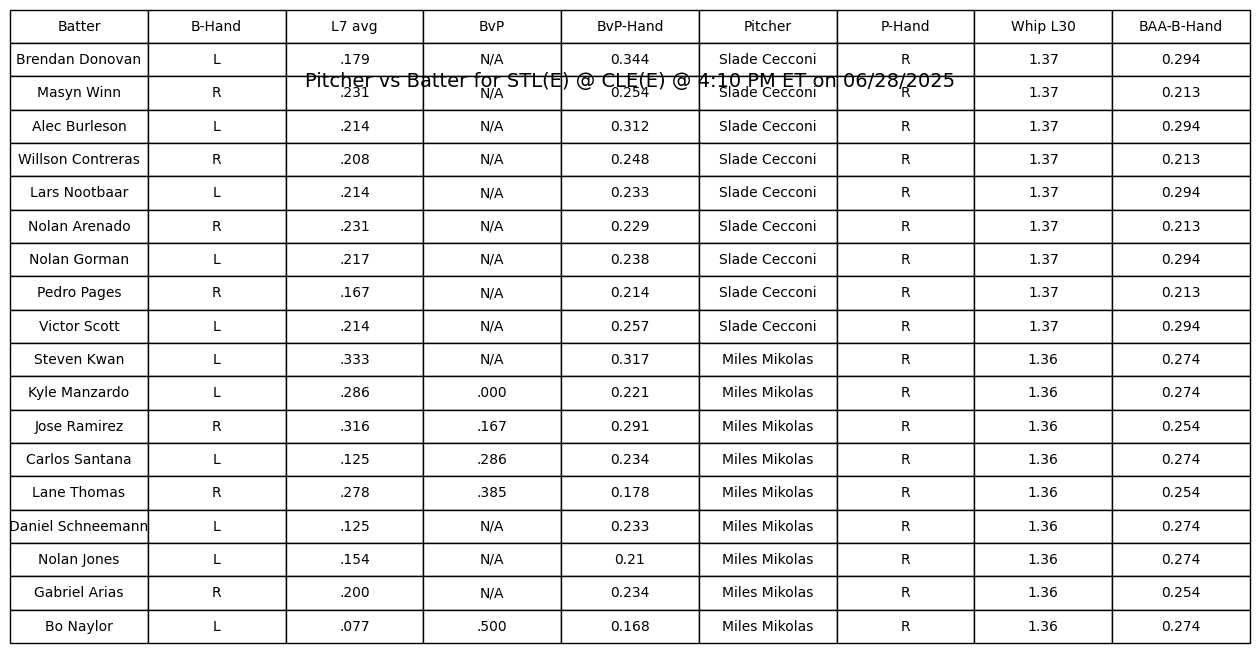 Batter B-Hand L7 avg BvP BvP-Hand Pitcher P-Hand Whip L30 BAA-B-Hand
Brendan Donovan L .179 N/A 0.344 Slade Cecconi R 1.37 0.294
Pitcher vs Batter for STL(E) @ CLE(E) @ 4:10 PM ET on 06/28/2025
Masyn Winn R .231 N/A 0.254 Slade Cecconi R 1.37 0.213
Alec Burleson L .214 N/A 0.312 Slade Cecconi R 1.37 0.294
Willson Contreras R .208 N/A 0.248 Slade Cecconi R 1.37 0.213
Lars Nootbaar L .214 N/A 0.233 Slade Cecconi R 1.37 0.294
Nolan Arenado R .231 N/A 0.229 Slade Cecconi R 1.37 0.213
Nolan Gorman L .217 N/A 0.238 Slade Cecconi R 1.37 0.294
Pedro Pages R .167 N/A 0.214 Slade Cecconi R 1.37 0.213
Victor Scott L .214 N/A 0.257 Slade Cecconi R 1.37 0.294
Steven Kwan L .333 N/A 0.317 Miles Mikolas R 1.36 0.274
Kyle Manzardo L .286 .000 0.221 Miles Mikolas R 1.36 0.274
Jose Ramirez R .316 .167 0.291 Miles Mikolas R 1.36 0.254
Carlos Santana L .125 .286 0.234 Miles Mikolas R 1.36 0.274
Lane Thomas R .278 .385 0.178 Miles Mikolas R 1.36 0.254
Daniel Schneemann L .125 N/A 0.233 Miles Mikolas R 1.36 0.274
Nolan Jones L .154 N/A 0.21 Miles Mikolas R 1.36 0.274
Gabriel Arias R .200 N/A 0.234 Miles Mikolas R 1.36 0.254
Bo Naylor L .077 .500 0.168 Miles Mikolas R 1.36 0.274